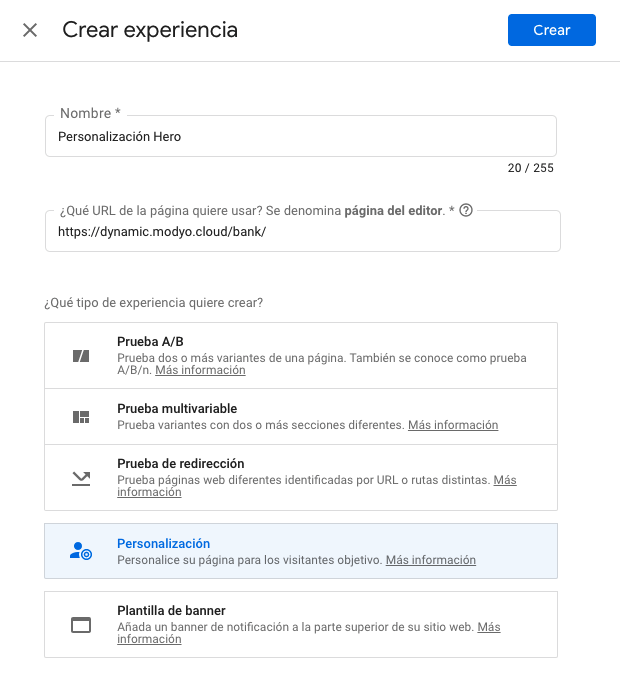 Crear experiencia
Crear
Nombre *
Personalización Hero
20 / 255
¿Qué URL de la página quiere usar? Se denomina página del editor. *
https://dynamic.modyo.cloud/bank/
¿Qué tipo de experiencia quiere crear?
Prueba A/B
Prueba dos o más variantes de una página. También se conoce como prueba
A/B/n. Más información
Prueba multivariable
Prueba variantes con dos o más secciones diferentes. Más información
Prueba de redirección
Prueba páginas web diferentes identificadas por URL o rutas distintas. Más
información
Personalización
Personalice su página para los visitantes objetivo. Más información
Plantilla de banner
Añada un banner de notificación a la parte superior de su sitio web. Más
información